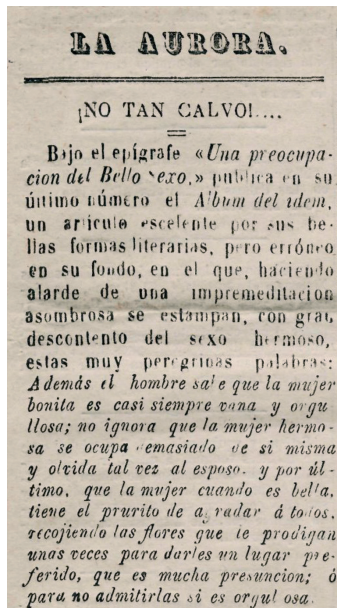 LA AURORA.
¡NO TAN CALVO!....
Bajo el epígrafe «Una preocupa-
cion del Bello Sexo,» publica en su
último número el Album del idem,
un artículo escelente por sus be-
llas formas literarias, pero erróneo
en su fondo, en el que, haciendo
alarde de una impremeditacion
asombrosa se estampan, con gran
descontento del sexo hermoso,
estas muy peregrinas palabras:
Además el hombre sabe que la mujer
bonita es casi siempre vana y orgu
llosa; no ignora que la mujer hermo-
sa se ocupa demasiado de si misma
y olvida tal vez al esposo. y por úl-
timo, que la mujer cuando es bella,
tiene el prurito de agradar á todos,
recojiendo las flores que le prodigan
unas veces para darles un lugar pre-
ferido, que es mucha presuncion; ó
para no admitirlas si es orgullosa.